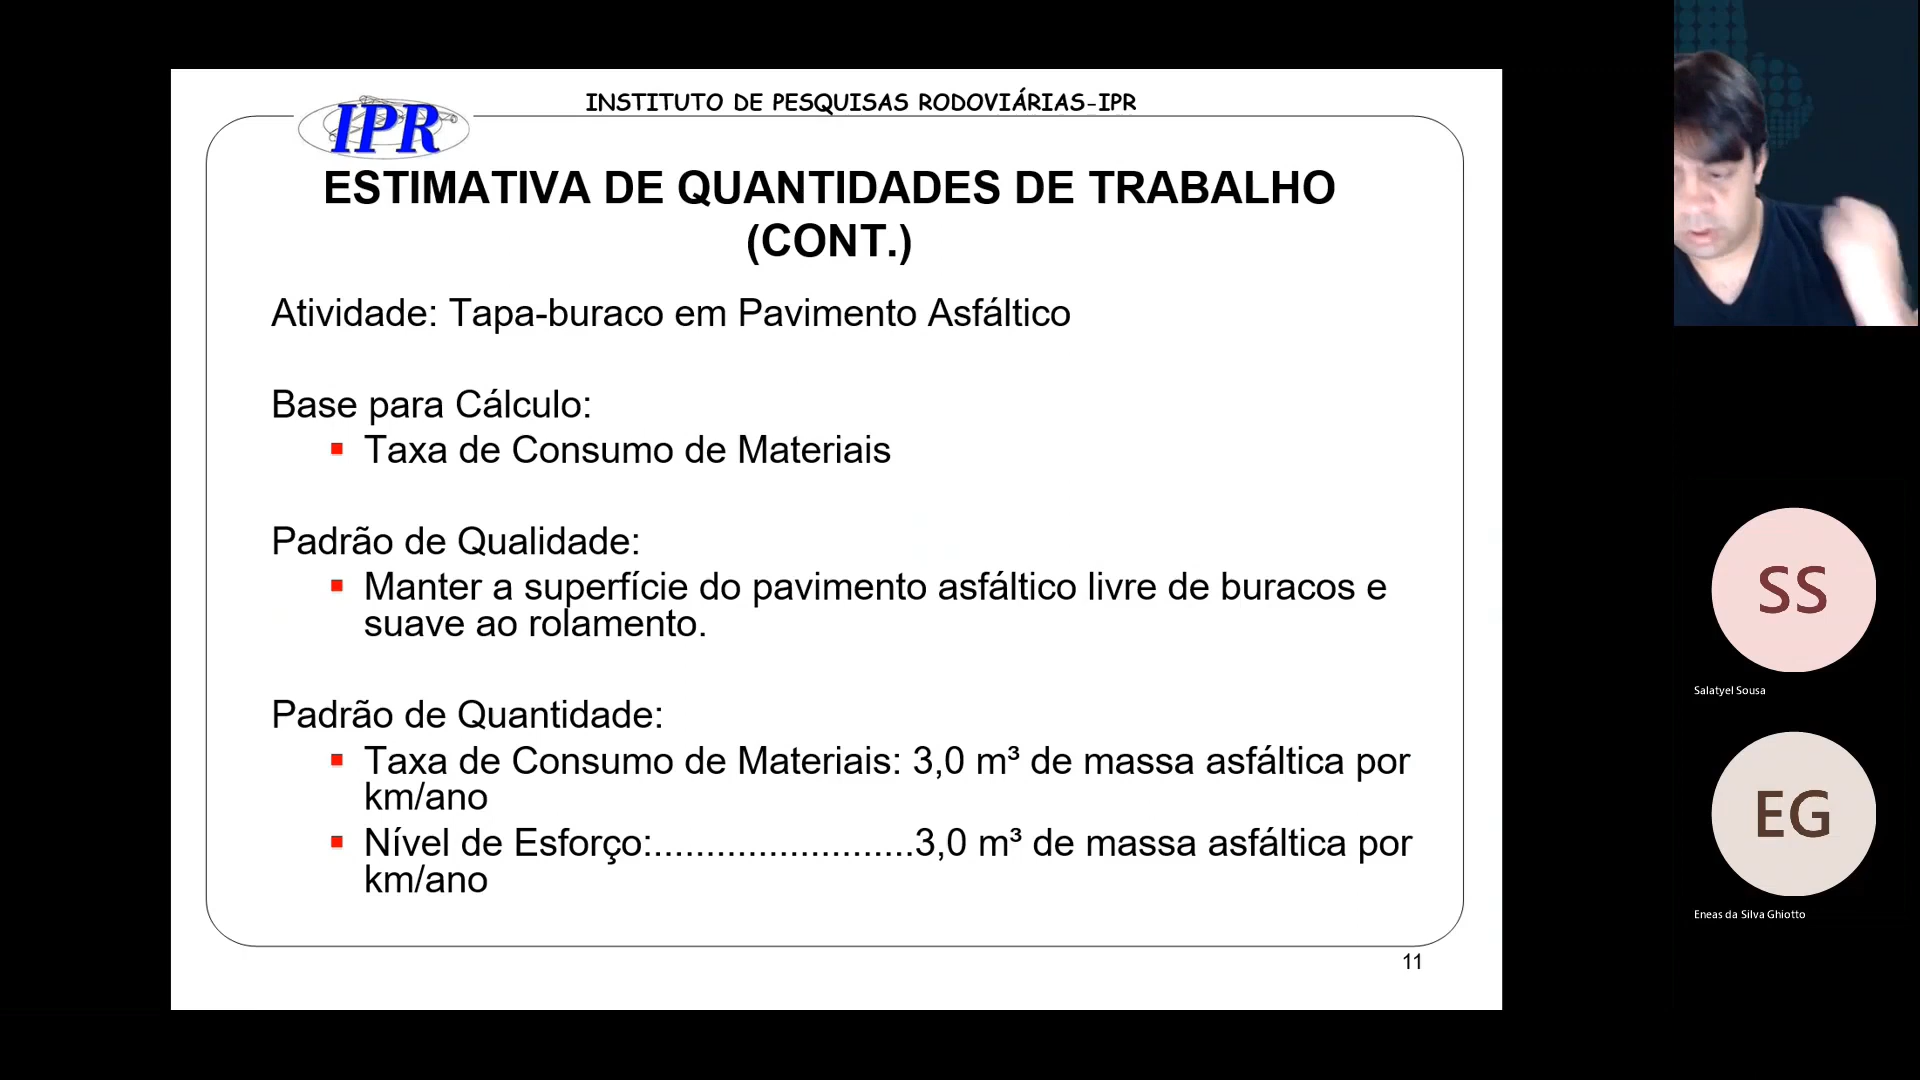 INSTITUTO DE PESQUISAS RODOVIÁRIAS-IPR
IPR
ESTIMATIVA DE QUANTIDADES DE TRABALHO
(CONT.)
Atividade: Tapa-buraco em Pavimento Asfáltico
Base para Cálculo:
Taxa de Consumo de Materiais
Padrão de Qualidade:
Manter a superfície do pavimento asfáltico livre de buracos e
suave ao rolamento.
Padrão de Quantidade:
Taxa de Consumo de Materiais: 3,0 m³ de massa asfáltica por
km/ano
Nível de Esforço:.........................3,0 m³ de massa asfáltica por
km/ano
11
SS
Salatyel Sousa
EG
Eneas da Silva Ghiotto